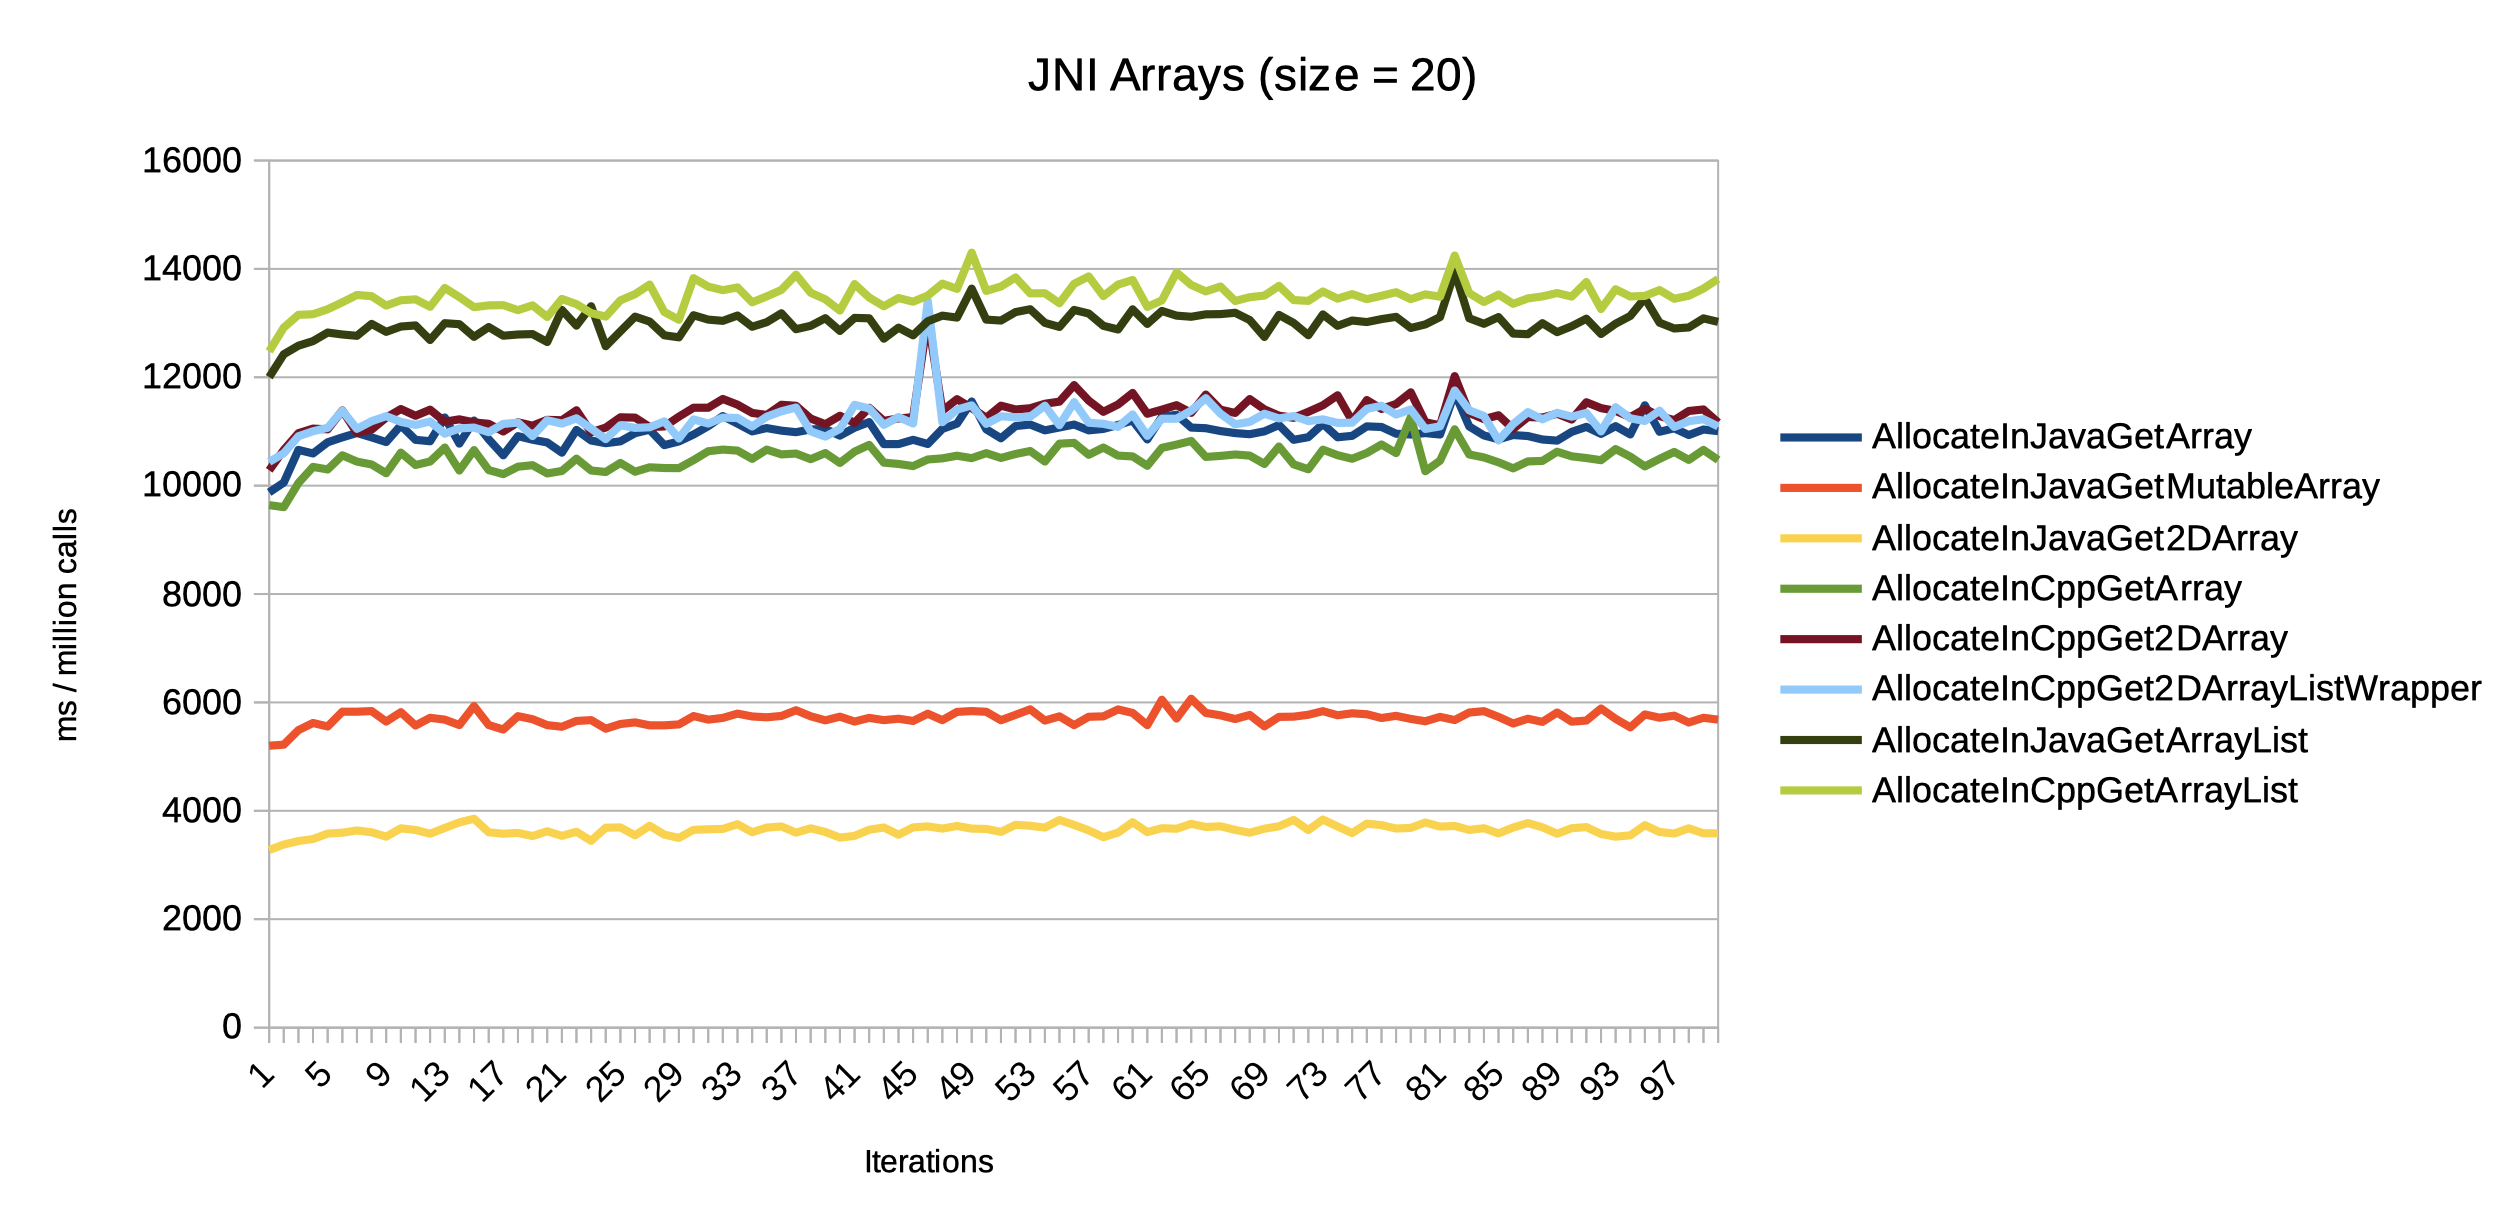 JNI Arrays (size = 20)
16000
14000
12000
10000
8000
6000
4000
2000
0
ms / million calls
1 5 9 13 17 21 25 29 33 37 41 45 49 53 57 61 65 69 73 77 81 85 89 93 97
Iterations
AllocateInJavaGetArray
AllocateInJavaGetMutableArray
AllocateInJavaGet2DArray
AllocateInCppGetArray
AllocateInCppGet2DArray
AllocateInCppGet2DArrayListWrapper
AllocateInJavaGetArrayList
AllocateInCppGetArrayList